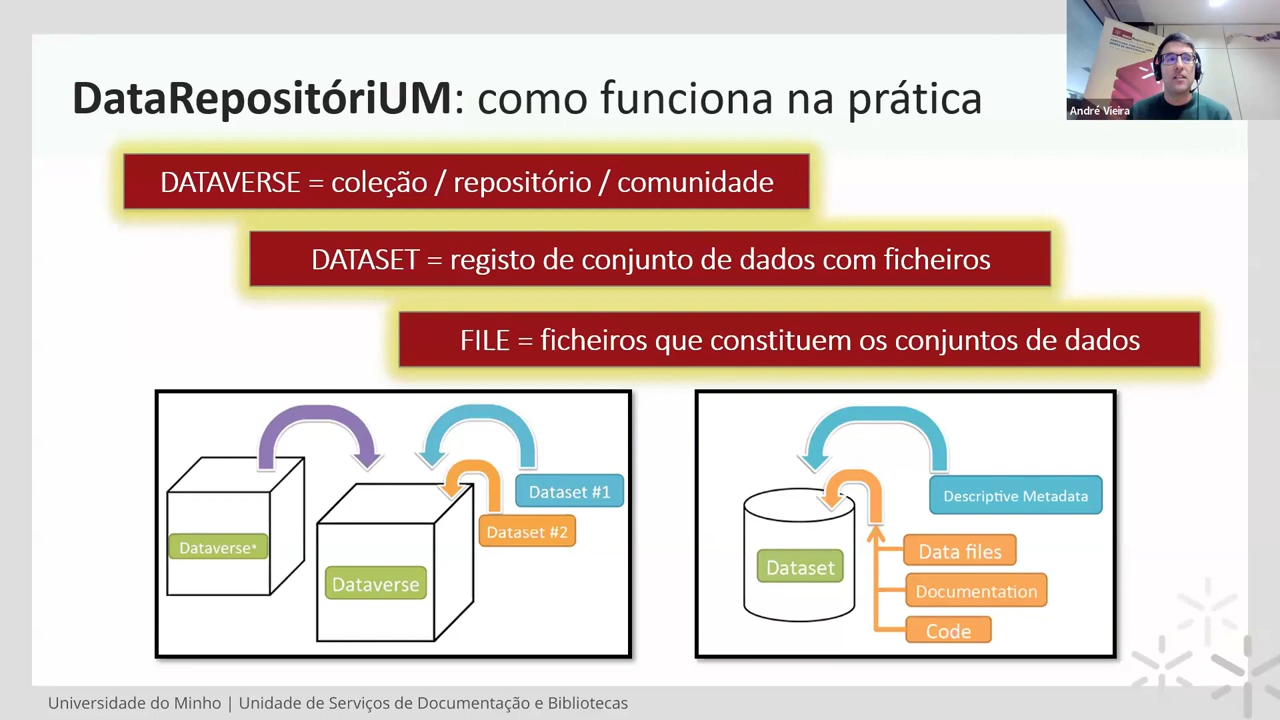 DataRepositóriUM: como funciona na prática
André Vieira
DATAVERSE = coleção / repositório / comunidade
DATASET = registo de conjunto de dados com ficheiros
FILE = ficheiros que constituem os conjuntos de dados
Dataverse*
Dataverse
Dataset #1
Dataset #2
Dataset
Descriptive Metadata
Data files
Documentation
Code
Universidade do Minho | Unidade de Serviços de Documentação e Bibliotecas